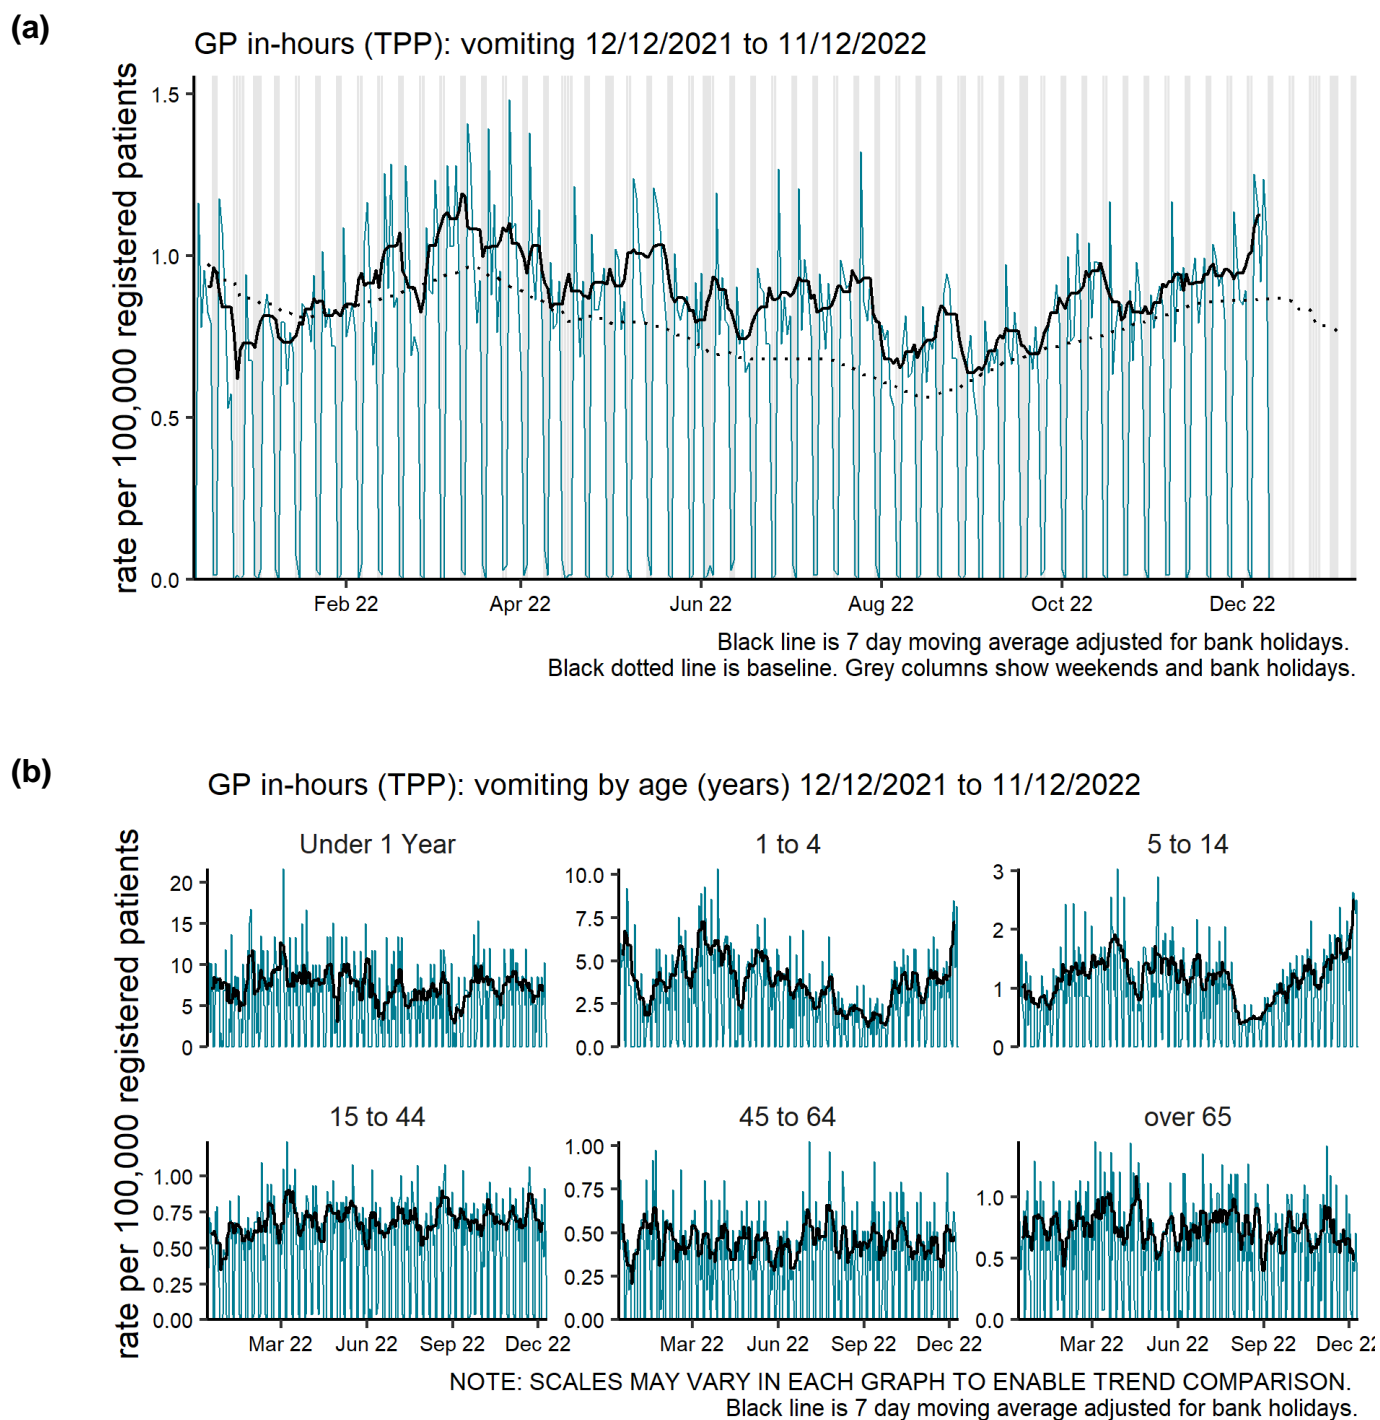 (a)
GP in-hours (TPP): vomiting 12/12/2021 to 11/12/2022
rate per 100,000 registered patients
1.5
1.0
0.5
0.0
Feb 22 Apr 22 Jun 22 Aug 22 Oct 22 Dec 22
Black line is 7 day moving average adjusted for bank holidays.
Black dotted line is baseline. Grey columns show weekends and bank holidays.
(b)
GP in-hours (TPP): vomiting by age (years) 12/12/2021 to 11/12/2022
rate per 100,000 registered patients
Under 1 Year
20
15
10
5
0
1 to 4
10.0
7.5
5.0
2.5
0.0
5 to 14
3
2
1
0
15 to 44
1.00
0.75
0.50
0.25
0.00
Mar 22 Jun 22 Sep 22 Dec 22
45 to 64
1.00
0.75
0.50
0.25
0.00
Mar 22 Jun 22 Sep 22 Dec 22
over 65
1.0
0.5
0.0
Mar 22 Jun 22 Sep 22 Dec 22
NOTE: SCALES MAY VARY IN EACH GRAPH TO ENABLE TREND COMPARISON.
Black line is 7 day moving average adjusted for bank holidays.